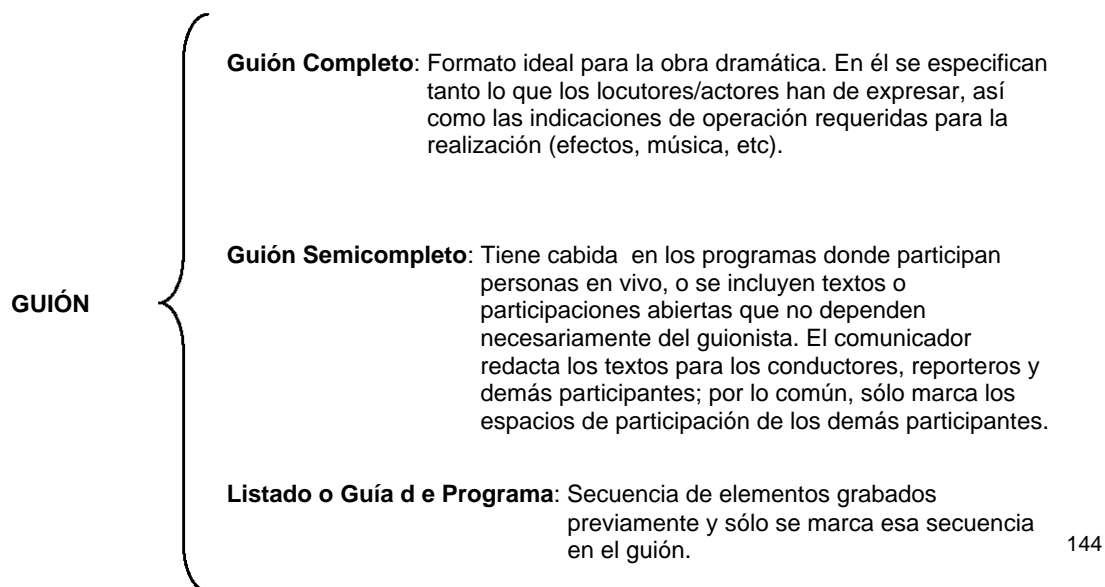 Guión Completo: Formato ideal para la obra dramática. En él se especifican
tanto lo que los locutores/actores han de expresar, así
como las indicaciones de operación requeridas para la
realización (efectos, música, etc).
Guión Semicompleto: Tiene cabida en los programas donde participan
personas en vivo, o se incluyen textos o
participaciones abiertas que no dependen
necesariamente del guionista. El comunicador
redacta los textos para los conductores, reporteros y
demás participantes; por lo común, sólo marca los
espacios de participación de los demás participantes.
GUIÓN
Listado o Guía d e Programa: Secuencia de elementos grabados
previamente y sólo se marca esa secuencia
en el guión.
144